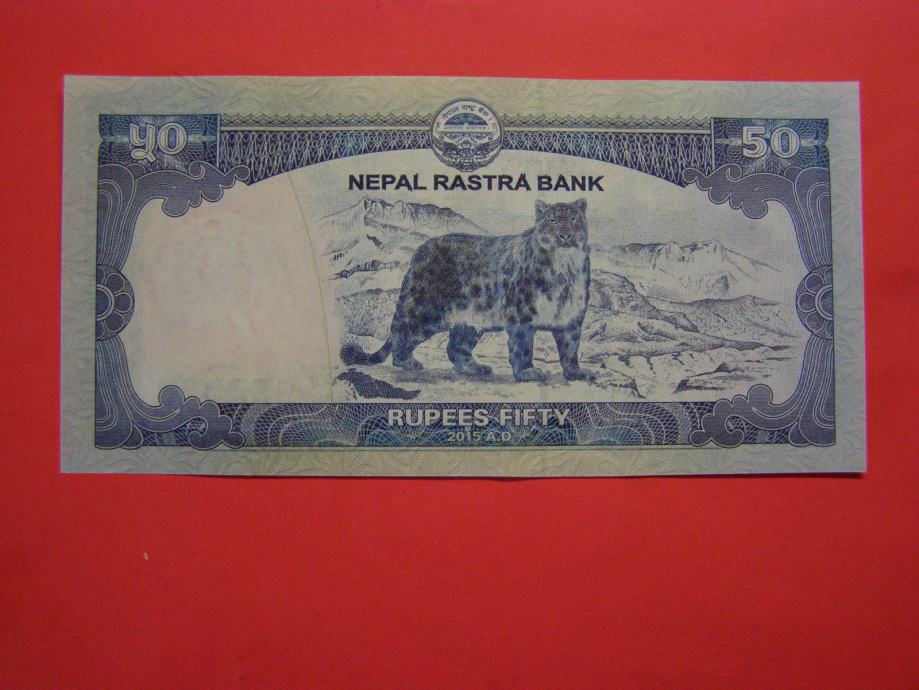 नेपाल राष्ट्र बैंक
५० 50
NEPAL RASTRA BANK
RUPEES FIFTY
2015 A.D.